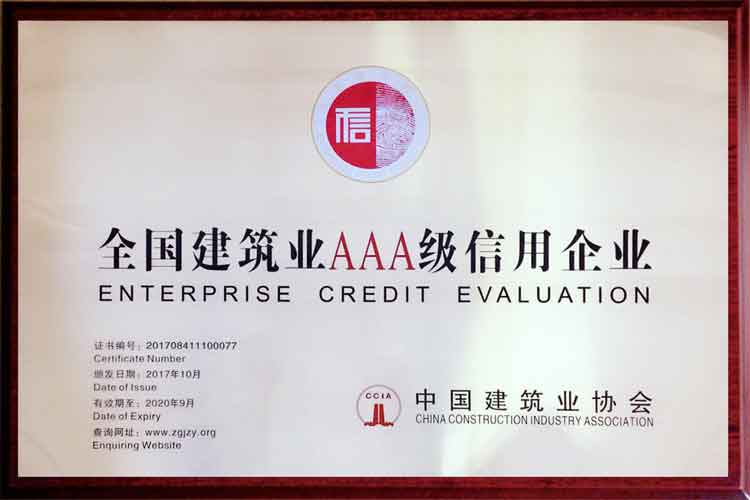 信
全国建筑业AAA级信用企业
ENTERPRISE CREDIT EVALUATION
证书编号：201708411100077
Certificate Number
颁发日期：2017年10月
Date of Issue
有效期至：2020年9月
Date of Expiry
查询网址：www.zgjzy.org
Enquiring Website
CCIA
中国建筑业协会
CHINA CONSTRUCTION INDUSTRY ASSOCIATION